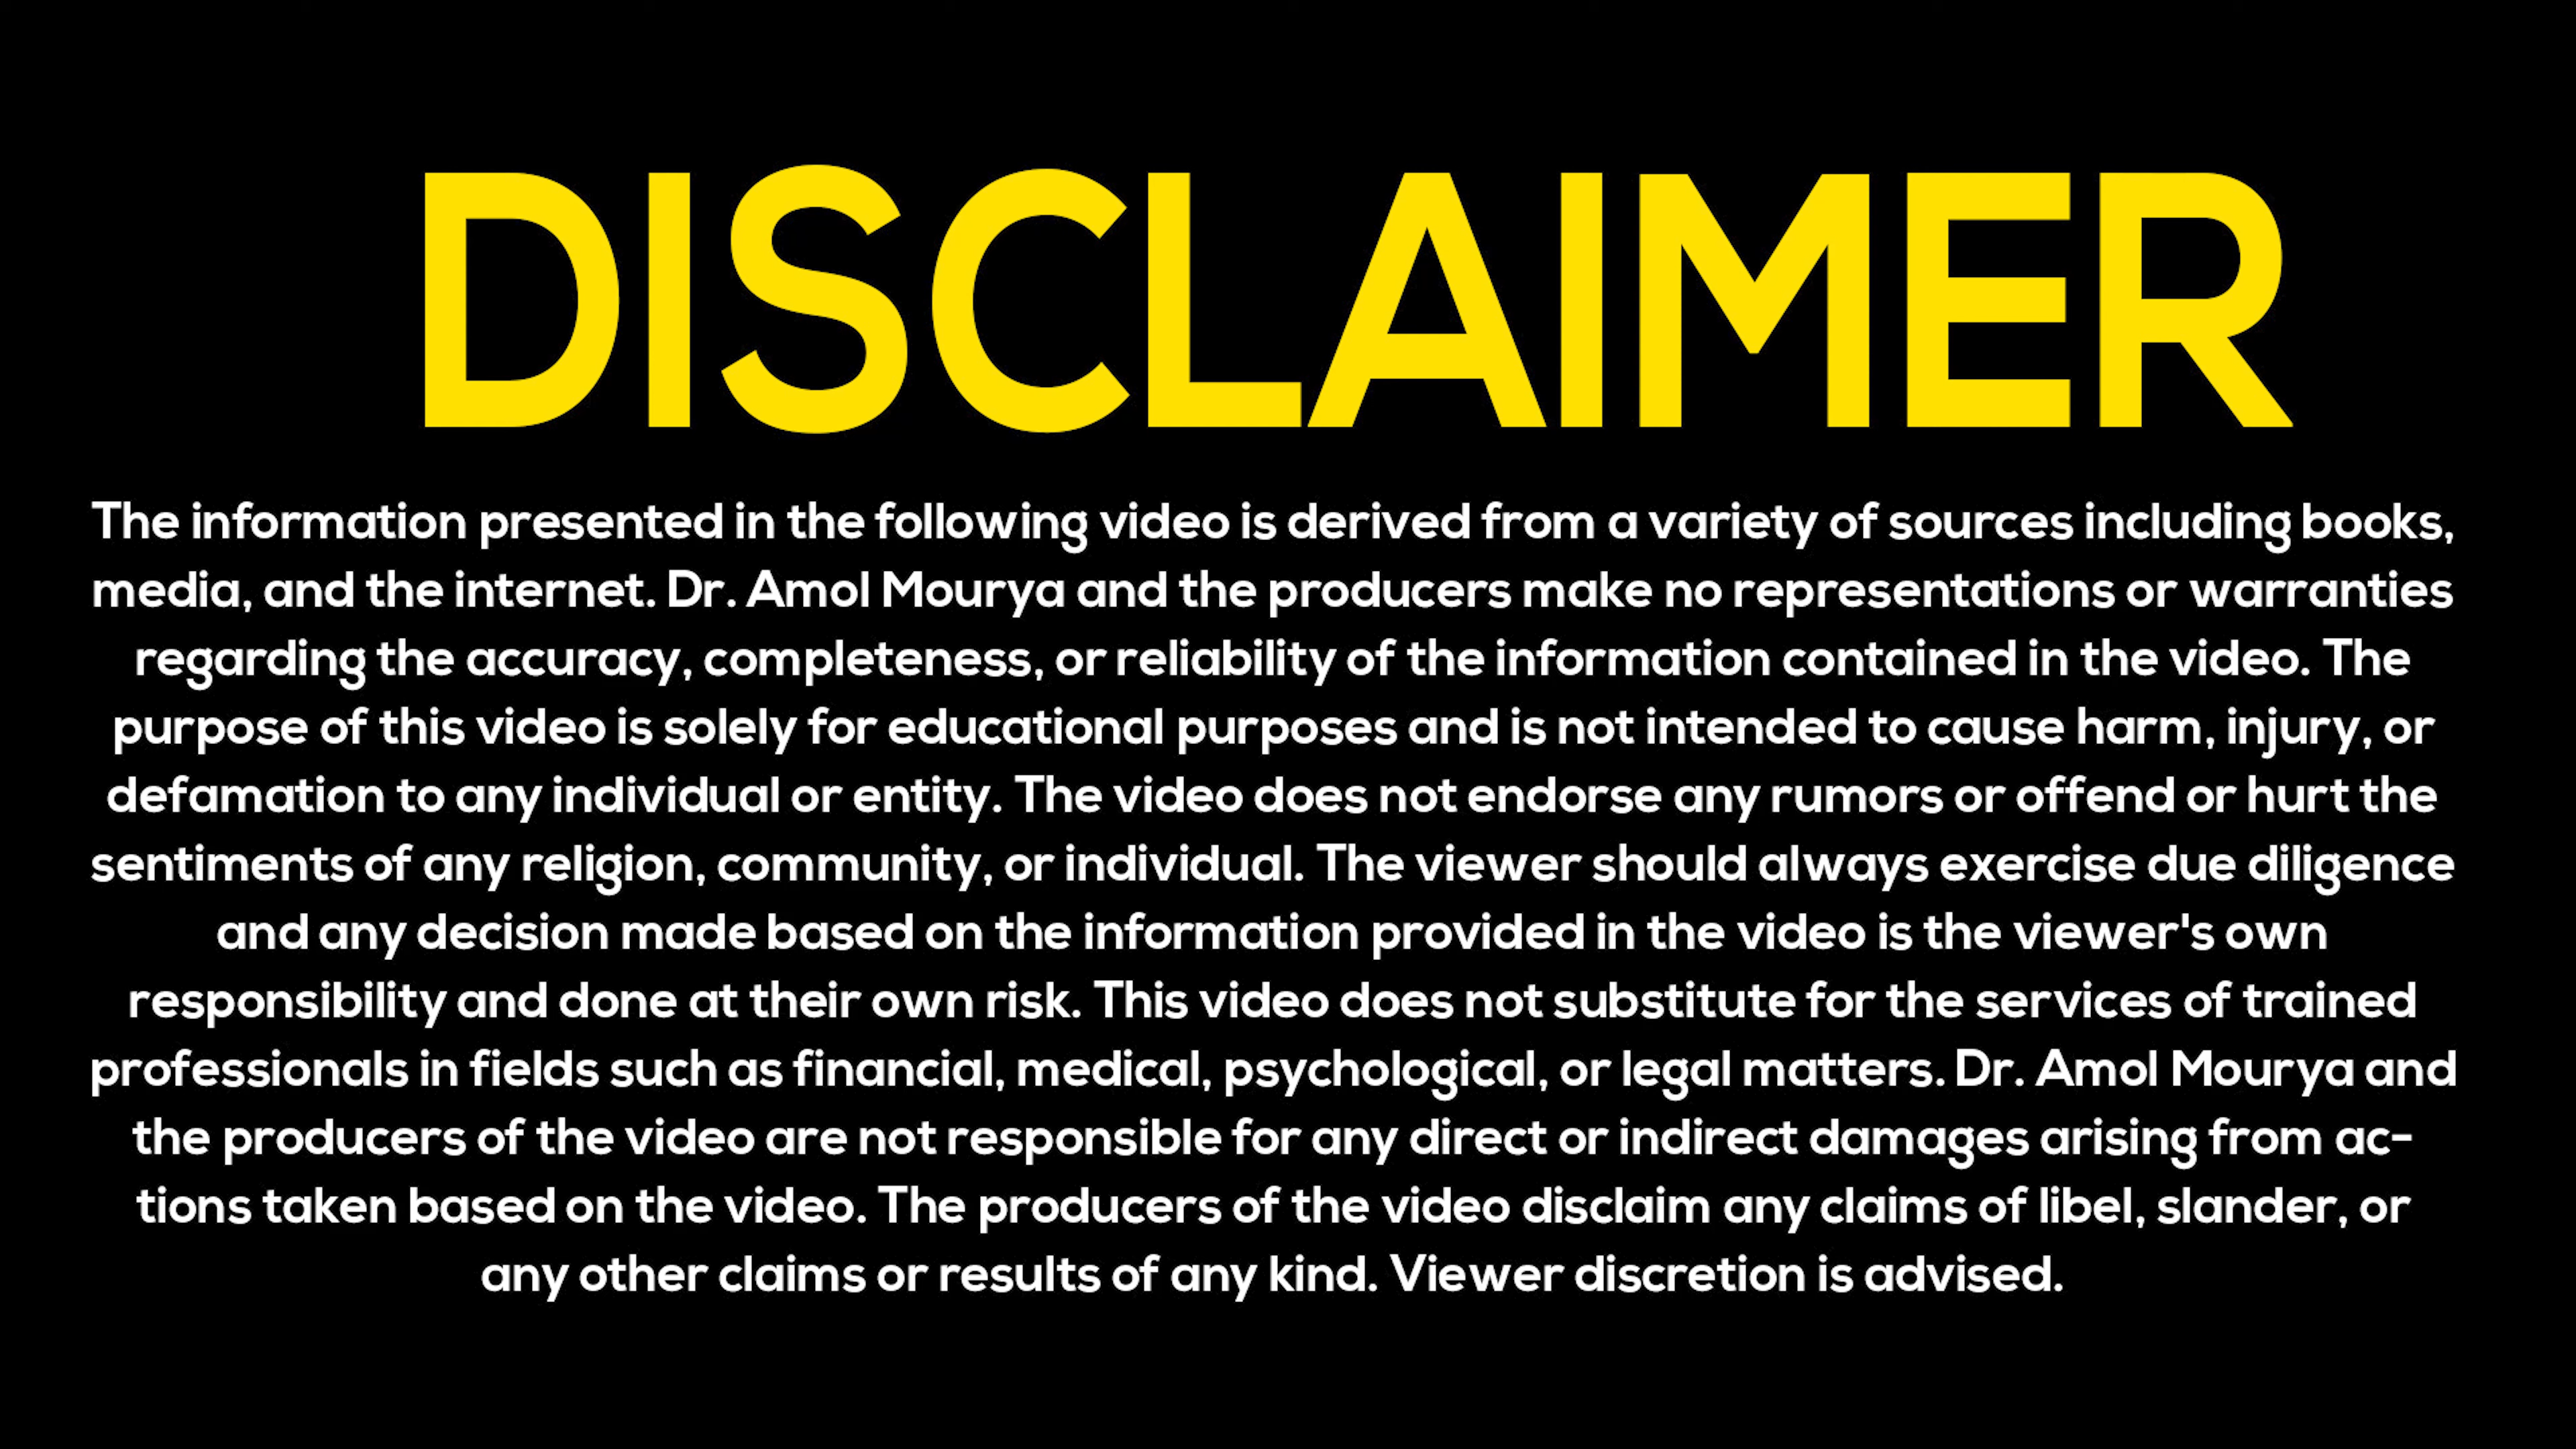 DISCLAIMER
The information presented in the following video is derived from a variety of sources including books,
media, and the internet. Dr. Amol Mourya and the producers make no representations or warranties
regarding the accuracy, completeness, or reliability of the information contained in the video. The
purpose of this video is solely for educational purposes and is not intended to cause harm, injury, or
defamation to any individual or entity. The video does not endorse any rumors or offend or hurt the
sentiments of any religion, community, or individual. The viewer should always exercise due diligence
and any decision made based on the information provided in the video is the viewer's own
responsibility and done at their own risk. This video does not substitute for the services of trained
professionals in fields such as financial, medical, psychological, or legal matters. Dr. Amol Mourya and
the producers of the video are not responsible for any direct or indirect damages arising from ac-
tions taken based on the video. The producers of the video disclaim any claims of libel, slander, or
any other claims or results of any kind. Viewer discretion is advised.